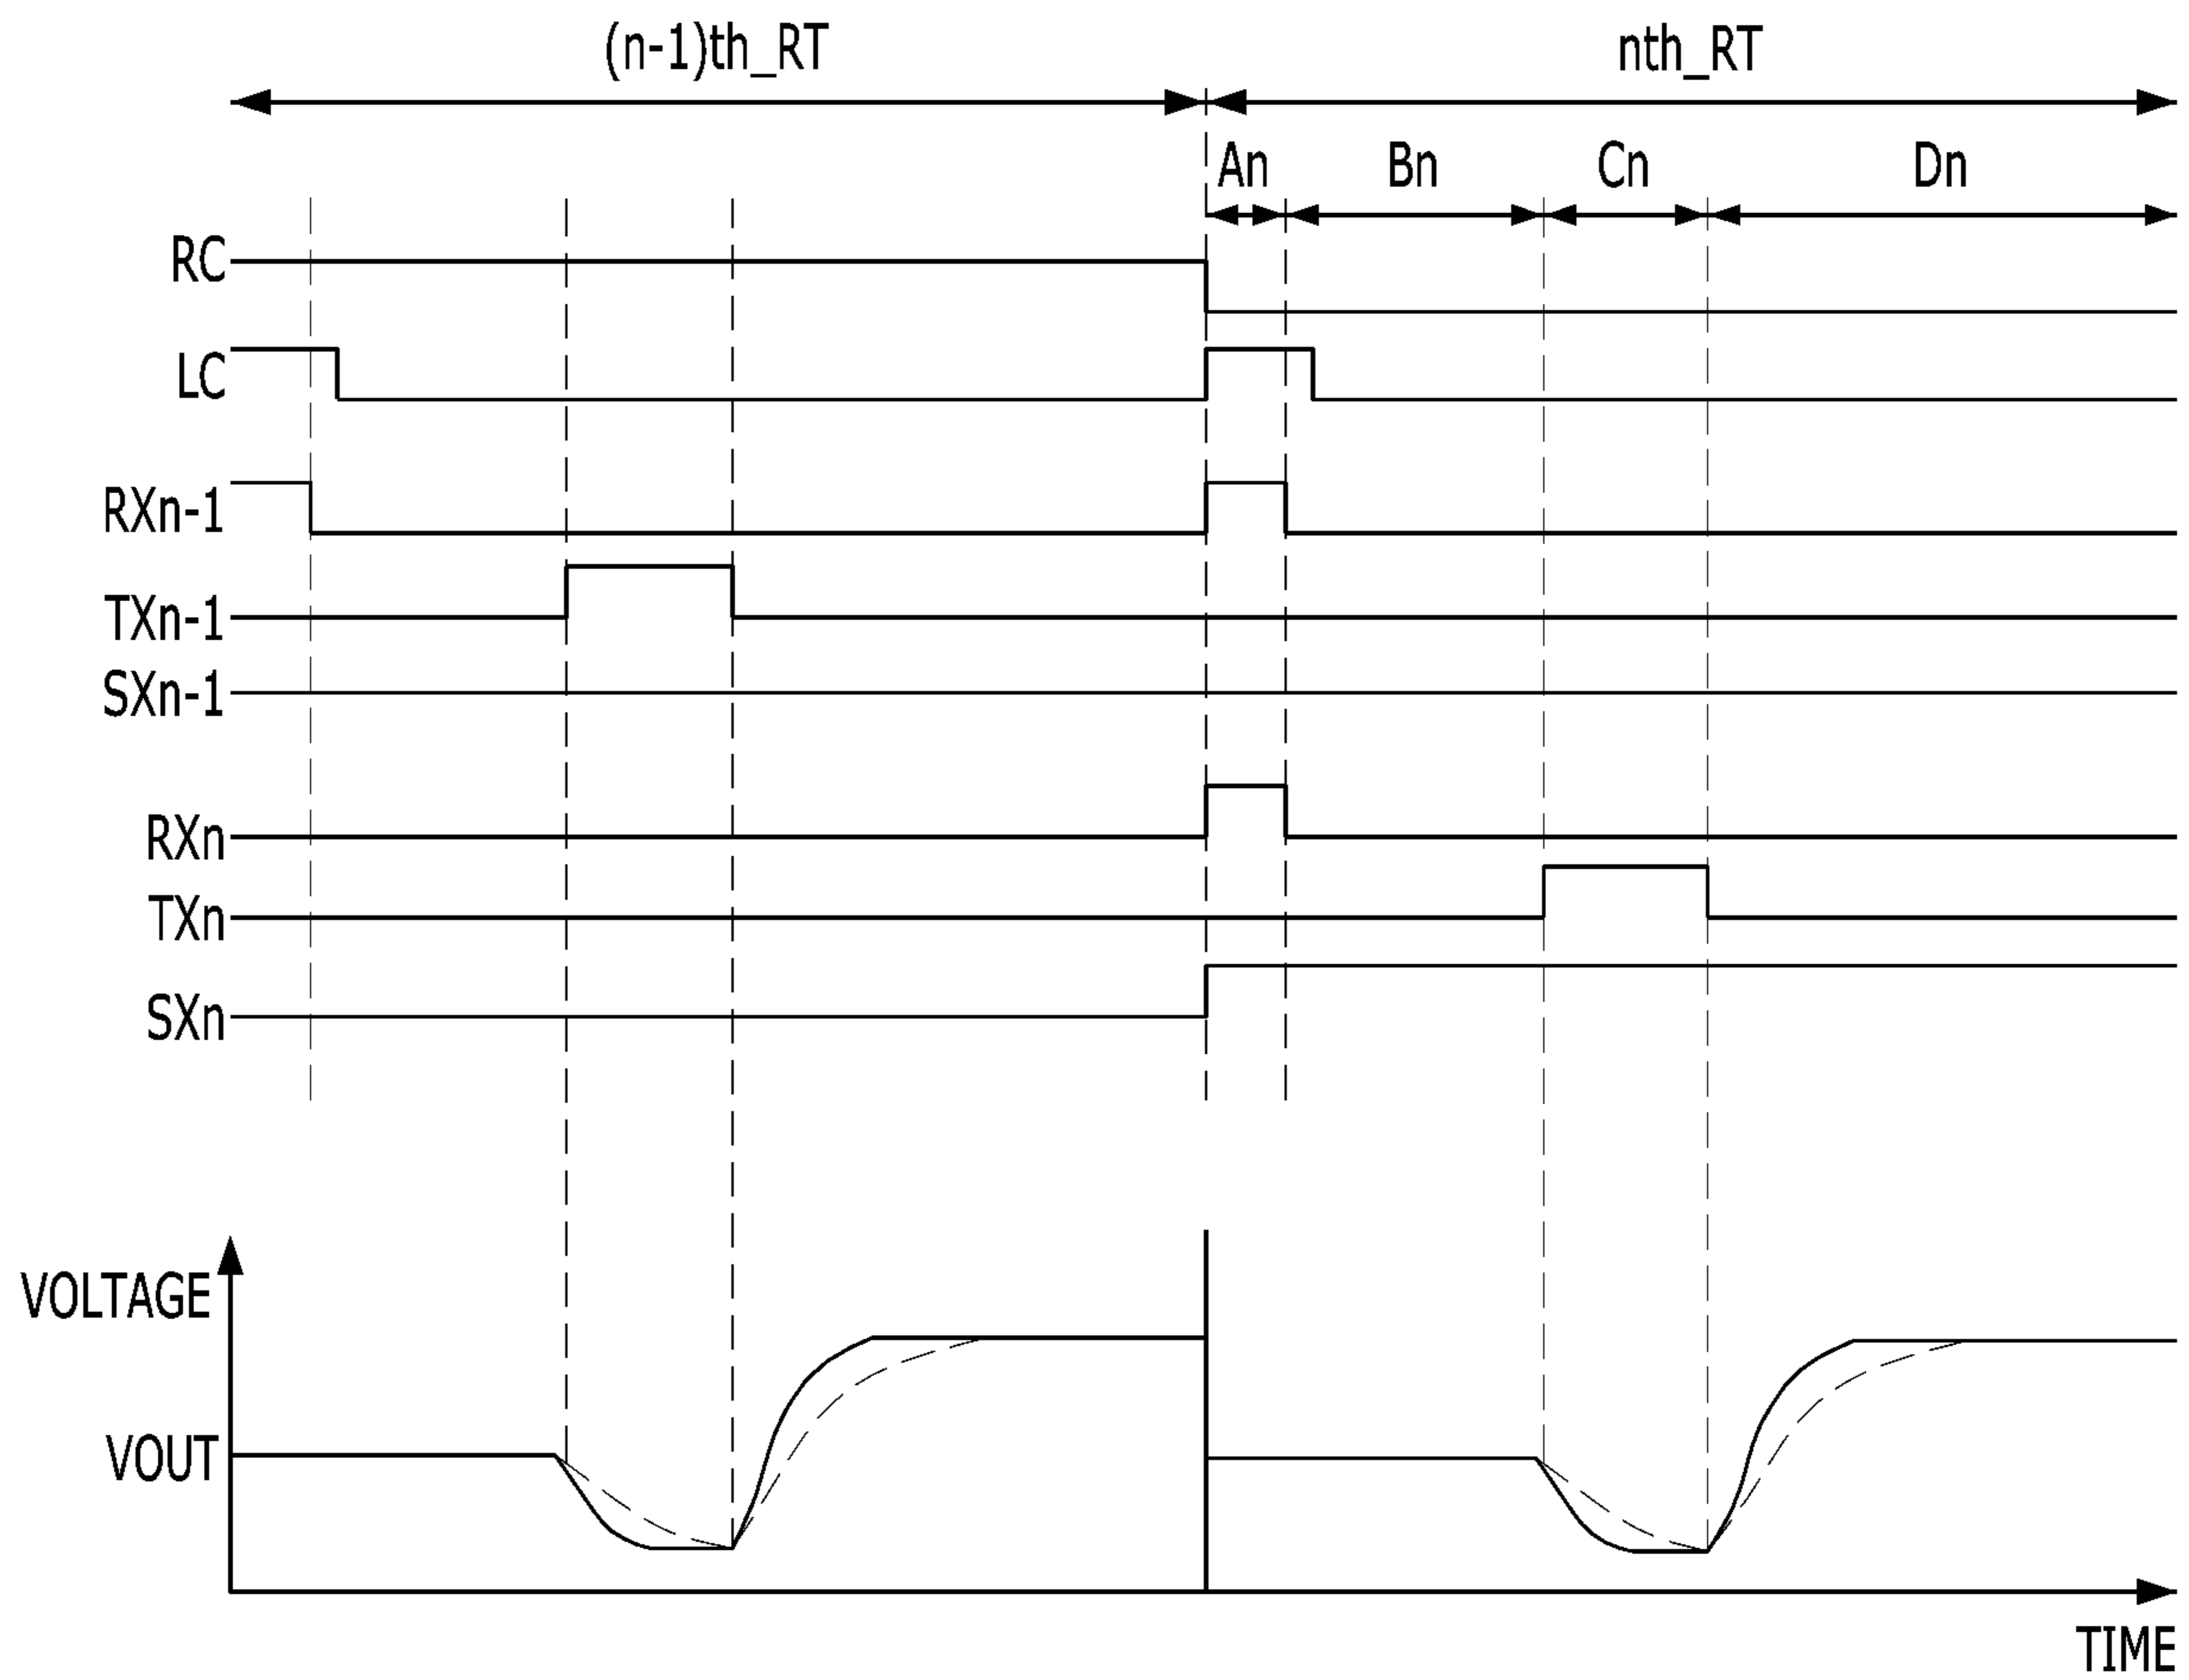 (n-1)th_RT nth_RT
An Bn Cn Dn
RC
LC
RXn-1
TXn-1
SXn-1
RXn
TXn
SXn
VOLTAGE
VOUT
TIME